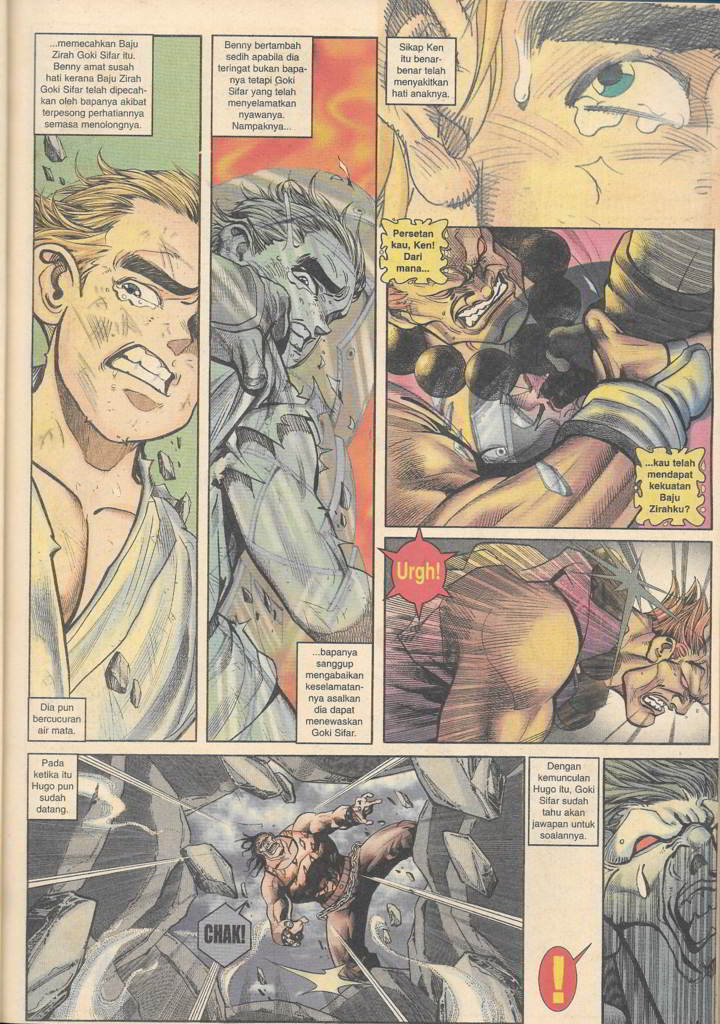 ...memecahkan Baju
Zirah Goki Sifar itu.
Benny amat susah
hati kerana Baju Zirah
Goki Sifar telah dipecah-
kan oleh bapanya akibat
terpesong perhatiannya
semasa menolongnya.
Benny bertambah
sedih apabila dia
teringat bukan bapa-
nya tetapi Goki
Sifar yang telah
menyelamatkan
nyawanya.
Nampaknya...
Sikap Ken
itu benar-
benar telah
menyakitkan
hati anaknya.
Persetan
kau, Ken!
Dari
mana...
...kau telah
mendapat
kekuatan
Baju
Zirahku?
Urgh!
...bapanya
sanggup
mengabaikan
keselamatan-
nya asalkan
dia dapat
menewaskan
Goki Sifar.
Dia pun
bercucuran
air mata.
Pada
ketika itu
Hugo pun
sudah
datang.
CHAK!
Dengan
kemunculan
Hugo itu, Goki
Sifar sudah
tahu akan
jawapan untuk
soalannya.
!